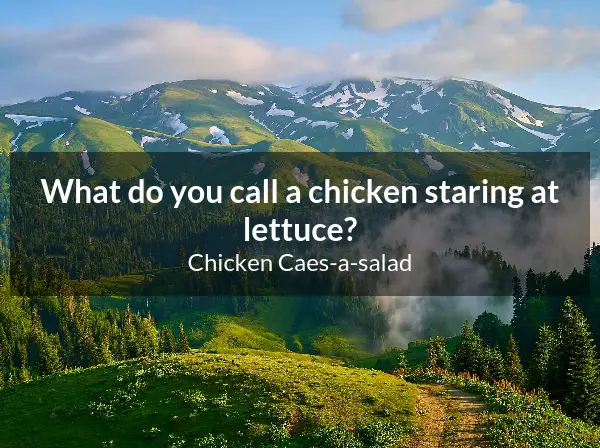 What do you call a chicken staring at
lettuce?
Chicken Caes-a-salad